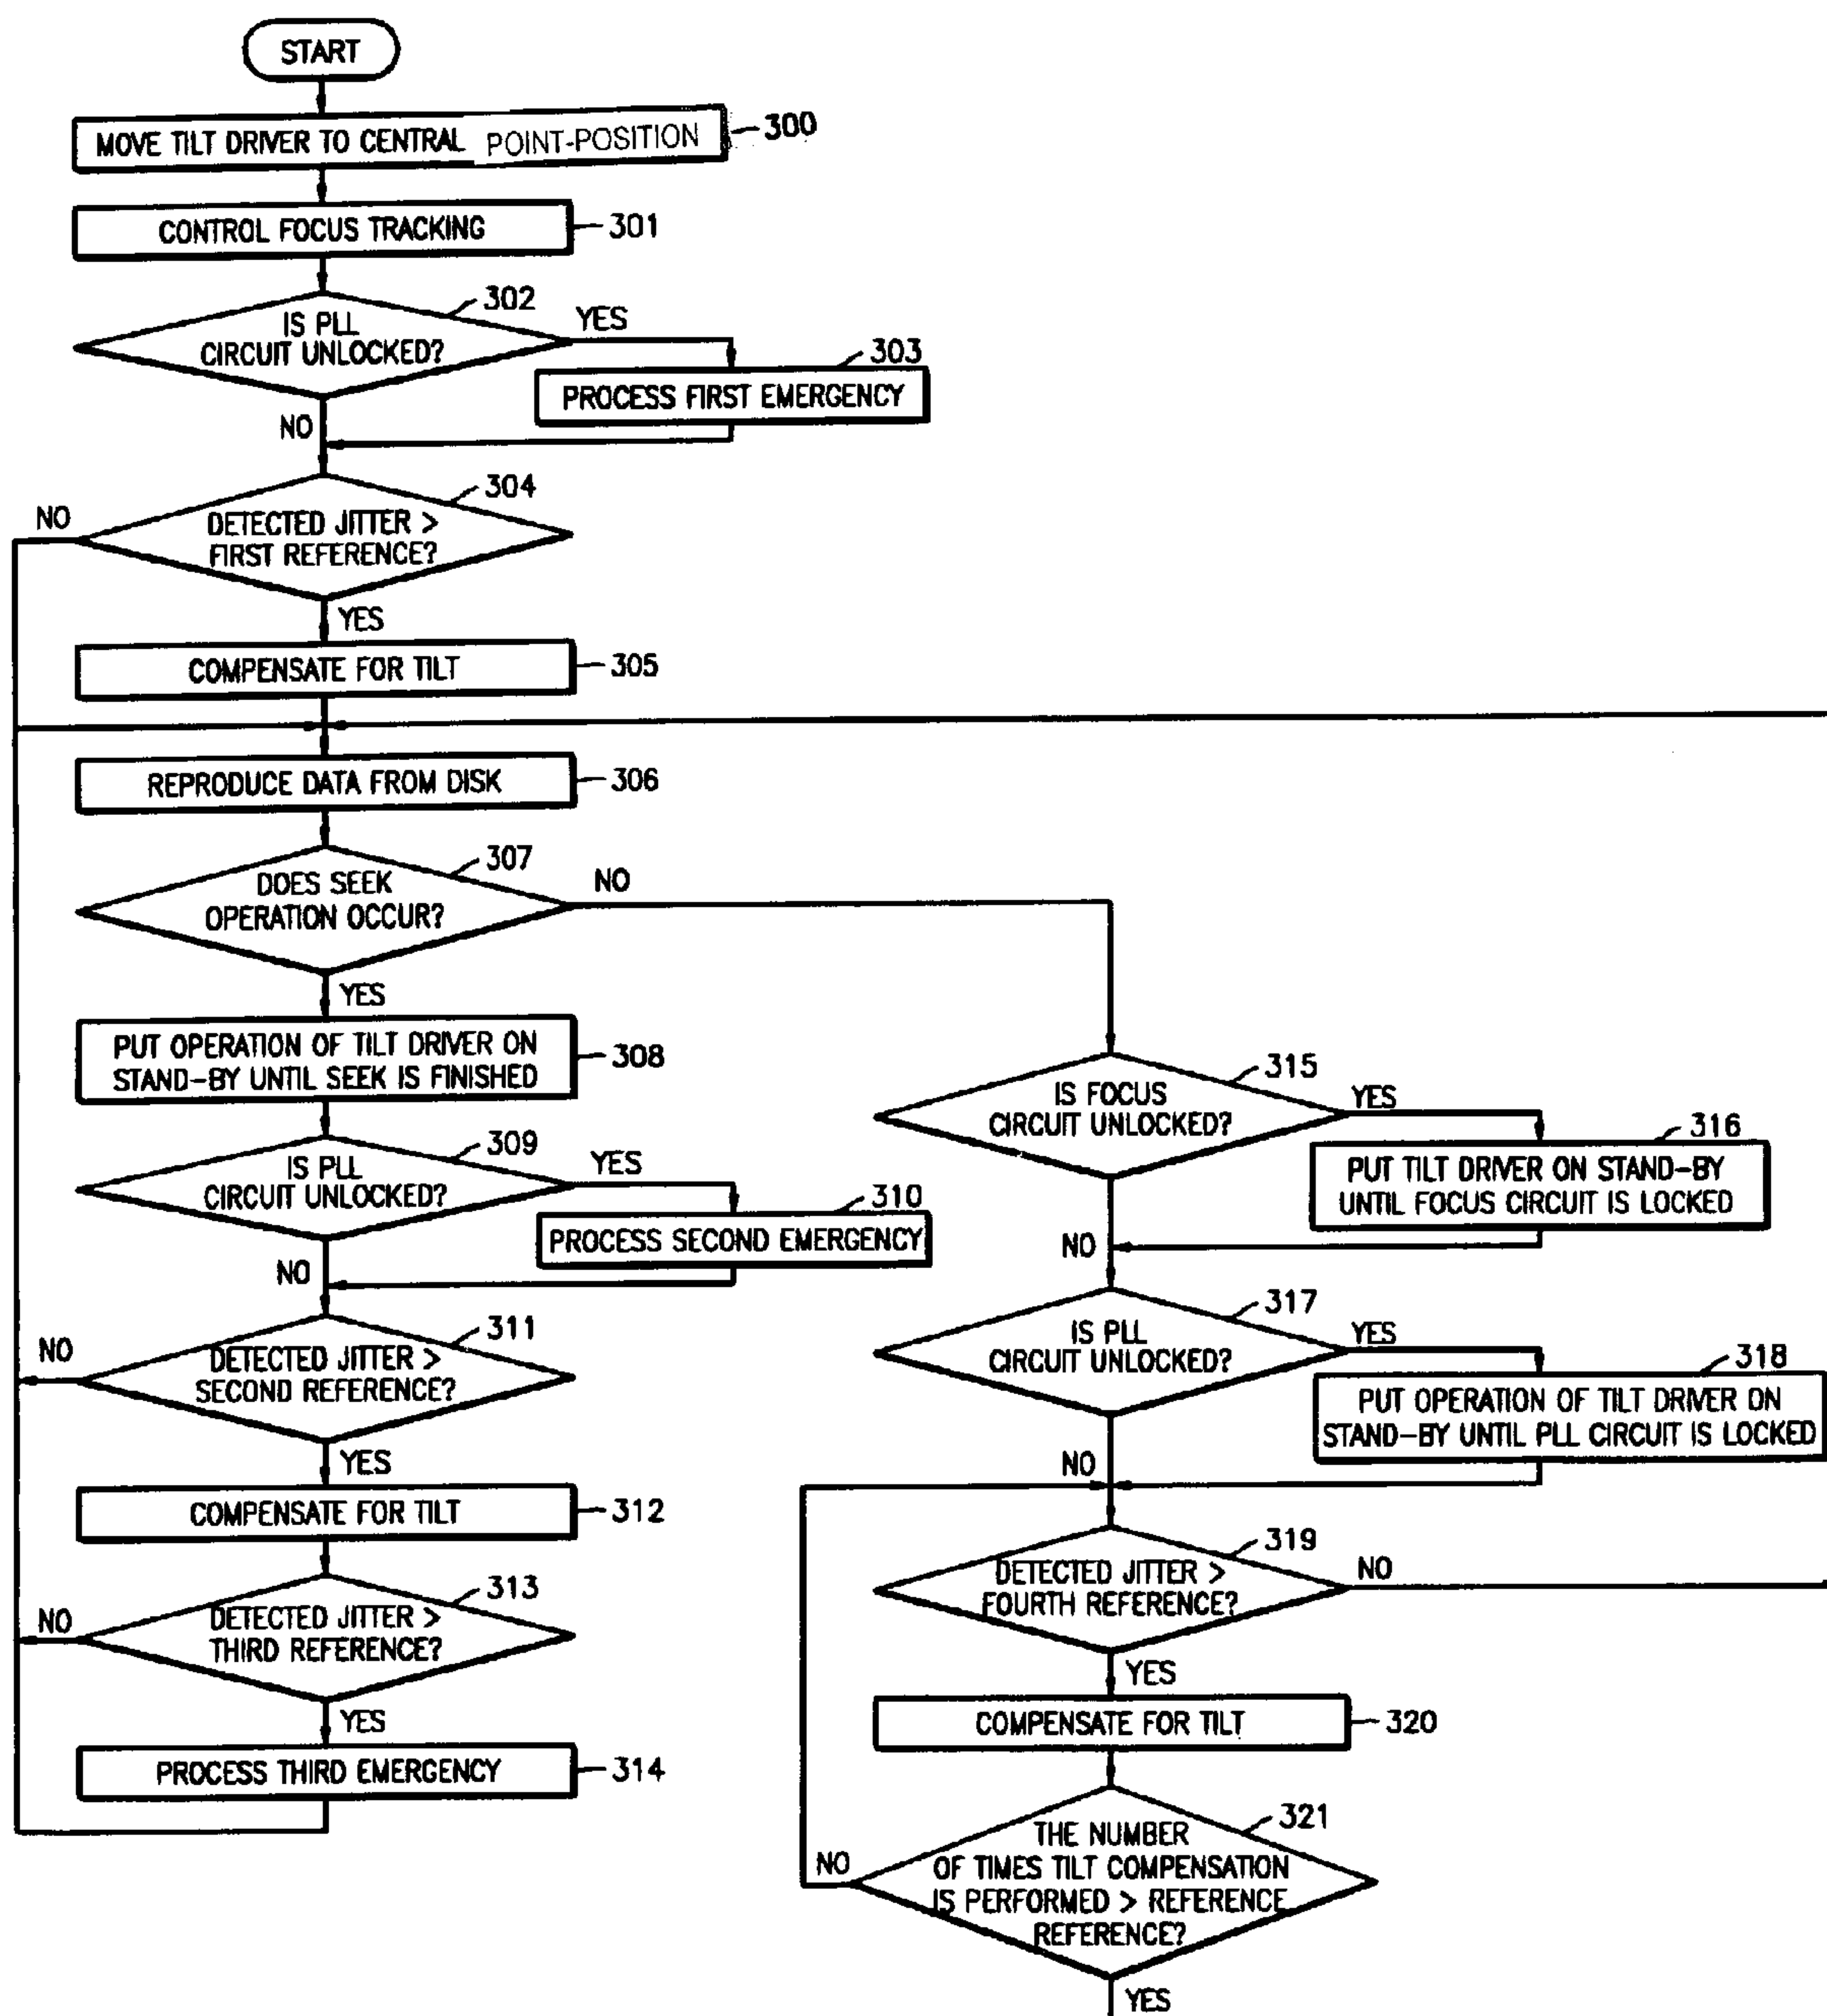 START
MOVE TILT DRIVER TO CENTRAL POINT-POSITION
300
CONTROL FOCUS TRACKING
301
302
IS PLL
CIRCUIT UNLOCKED?
YES
303
PROCESS FIRST EMERGENCY
NO
304
NO
DETECTED JITTER >
FIRST REFERENCE?
YES
COMPENSATE FOR TILT
305
REPRODUCE DATA FROM DISK
306
307
DOES SEEK
OPERATION OCCUR?
NO
YES
PUT OPERATION OF TILT DRIVER ON
STAND-BY UNTIL SEEK IS FINISHED
308
309
IS PLL
CIRCUIT UNLOCKED?
YES
310
PROCESS SECOND EMERGENCY
NO
311
NO
DETECTED JITTER >
SECOND REFERENCE?
YES
COMPENSATE FOR TILT
312
313
NO
DETECTED JITTER >
THIRD REFERENCE?
YES
PROCESS THIRD EMERGENCY
314
315
IS FOCUS
CIRCUIT UNLOCKED?
YES
316
PUT TILT DRIVER ON STAND-BY
UNTIL FOCUS CIRCUIT IS LOCKED
NO
317
IS PLL
CIRCUIT UNLOCKED?
YES
318
PUT OPERATION OF TILT DRIVER ON
STAND-BY UNTIL PLL CIRCUIT IS LOCKED
NO
319
DETECTED JITTER >
FOURTH REFERENCE?
NO
YES
COMPENSATE FOR TILT
320
321
THE NUMBER
OF TIMES TILT COMPENSATION
IS PERFORMED > REFERENCE
REFERENCE?
NO
YES